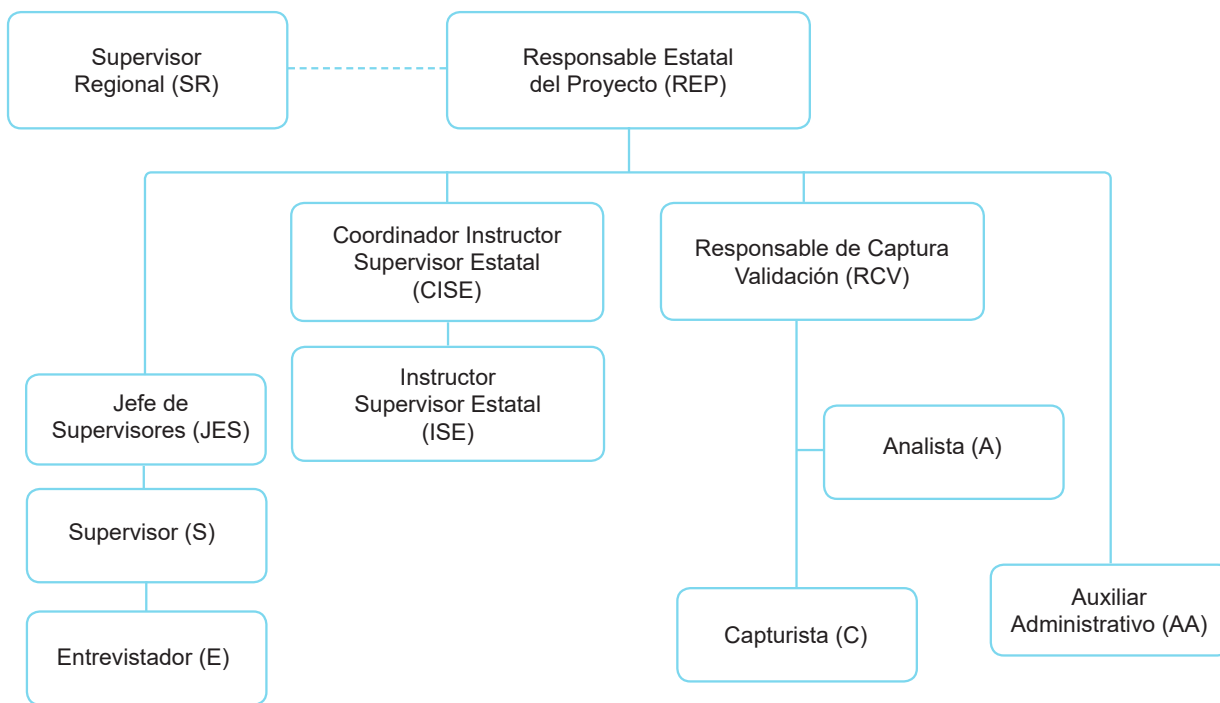 Supervisor
Regional (SR)
Responsable Estatal
del Proyecto (REP)
Coordinador Instructor
Supervisor Estatal
(CISE)
Responsable de Captura
Validación (RCV)
Instructor
Supervisor Estatal
(ISE)
Jefe de
Supervisores (JES)
Analista (A)
Supervisor (S)
Auxiliar
Administrativo (AA)
Capturista (C)
Entrevistador (E)